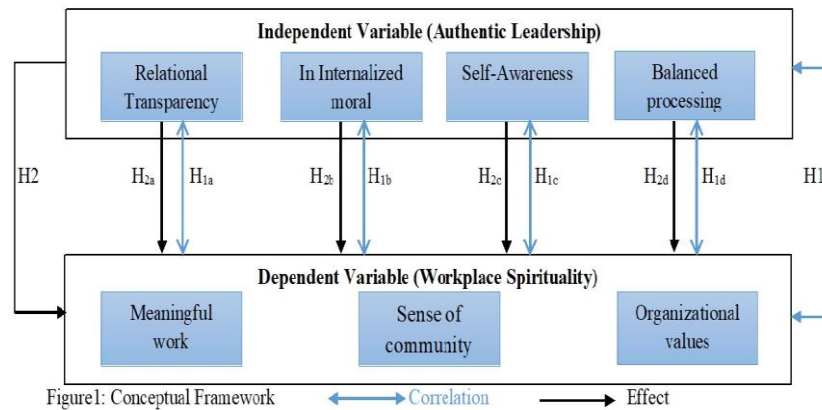 Independent Variable (Authentic Leadership)
Relational
Transparency
In Internalized
moral
Self-Awareness
Balanced
processing
H2
H2a
H1a
H2b
H1b
H2c
H1c
H2d
H1d
H1
Dependent Variable (Workplace Spirituality)
Meaningful
work
Sense of
community
Organizational
values
Figure1: Conceptual Framework
Correlation
Effect